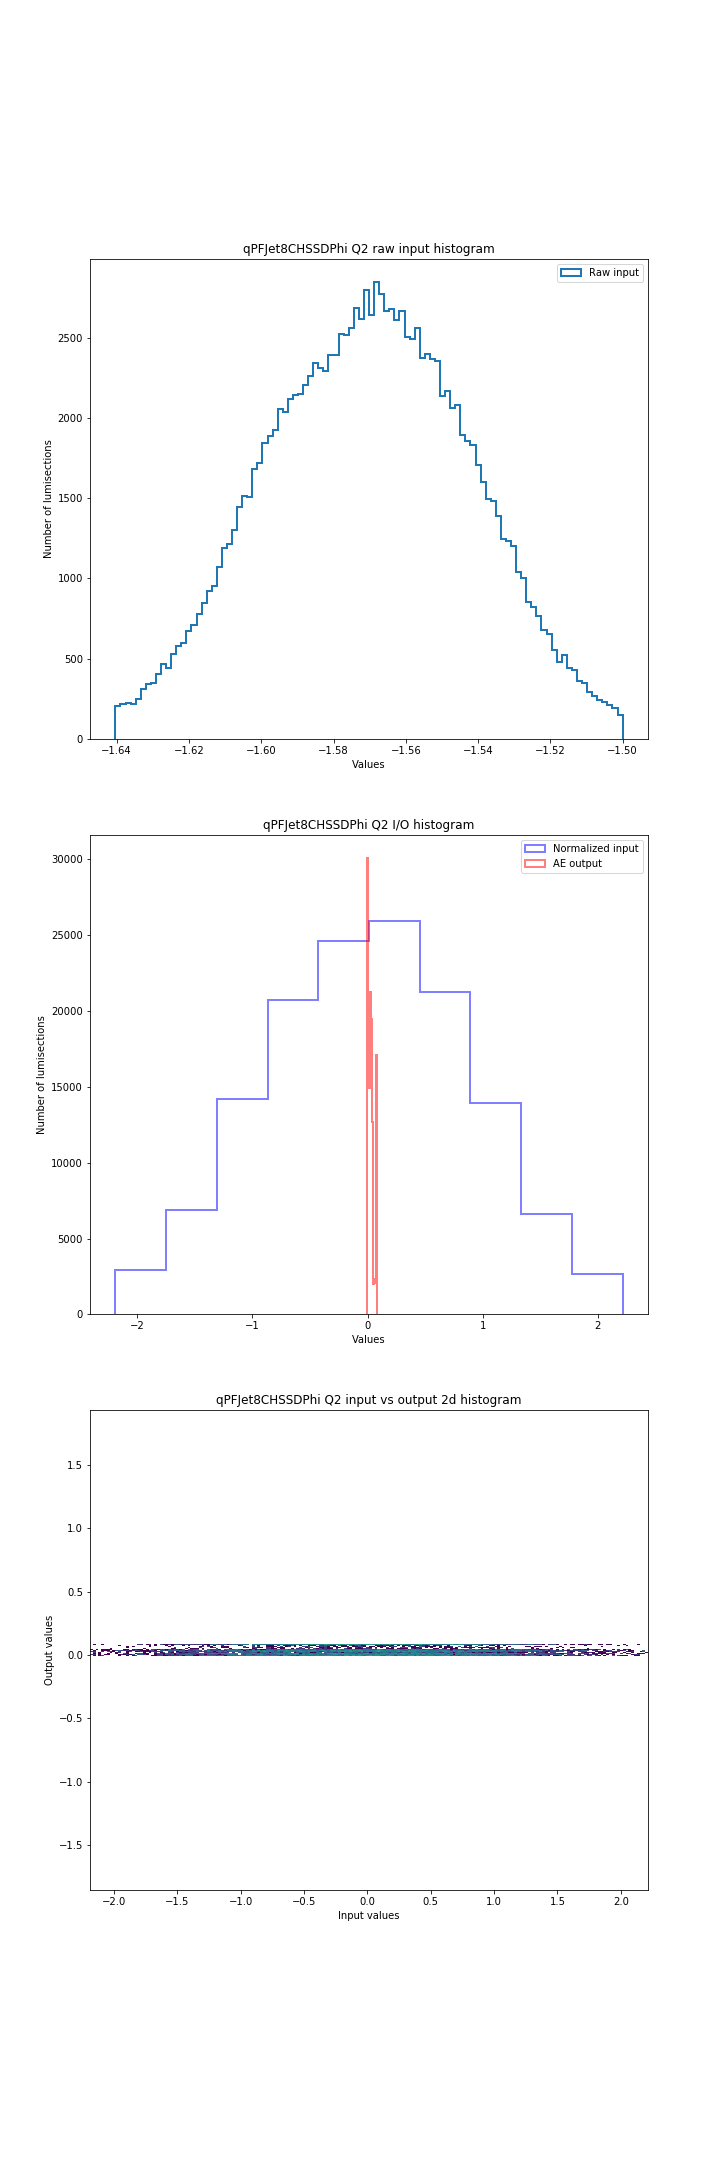 qPFJet8CHSSDPhi Q2 raw input histogram
Raw input
2500
2000
1500
1000
500
0
Number of lumisections
−1.64 −1.62 −1.60 −1.58 −1.56 −1.54 −1.52 −1.50
Values
qPFJet8CHSSDPhi Q2 I/O histogram
Normalized input
AE output
30000
25000
20000
15000
10000
5000
0
Number of lumisections
−2 −1 0 1 2
Values
qPFJet8CHSSDPhi Q2 input vs output 2d histogram
1.5
1.0
0.5
0.0
−0.5
−1.0
−1.5
Output values
−2.0 −1.5 −1.0 −0.5 0.0 0.5 1.0 1.5 2.0
Input values